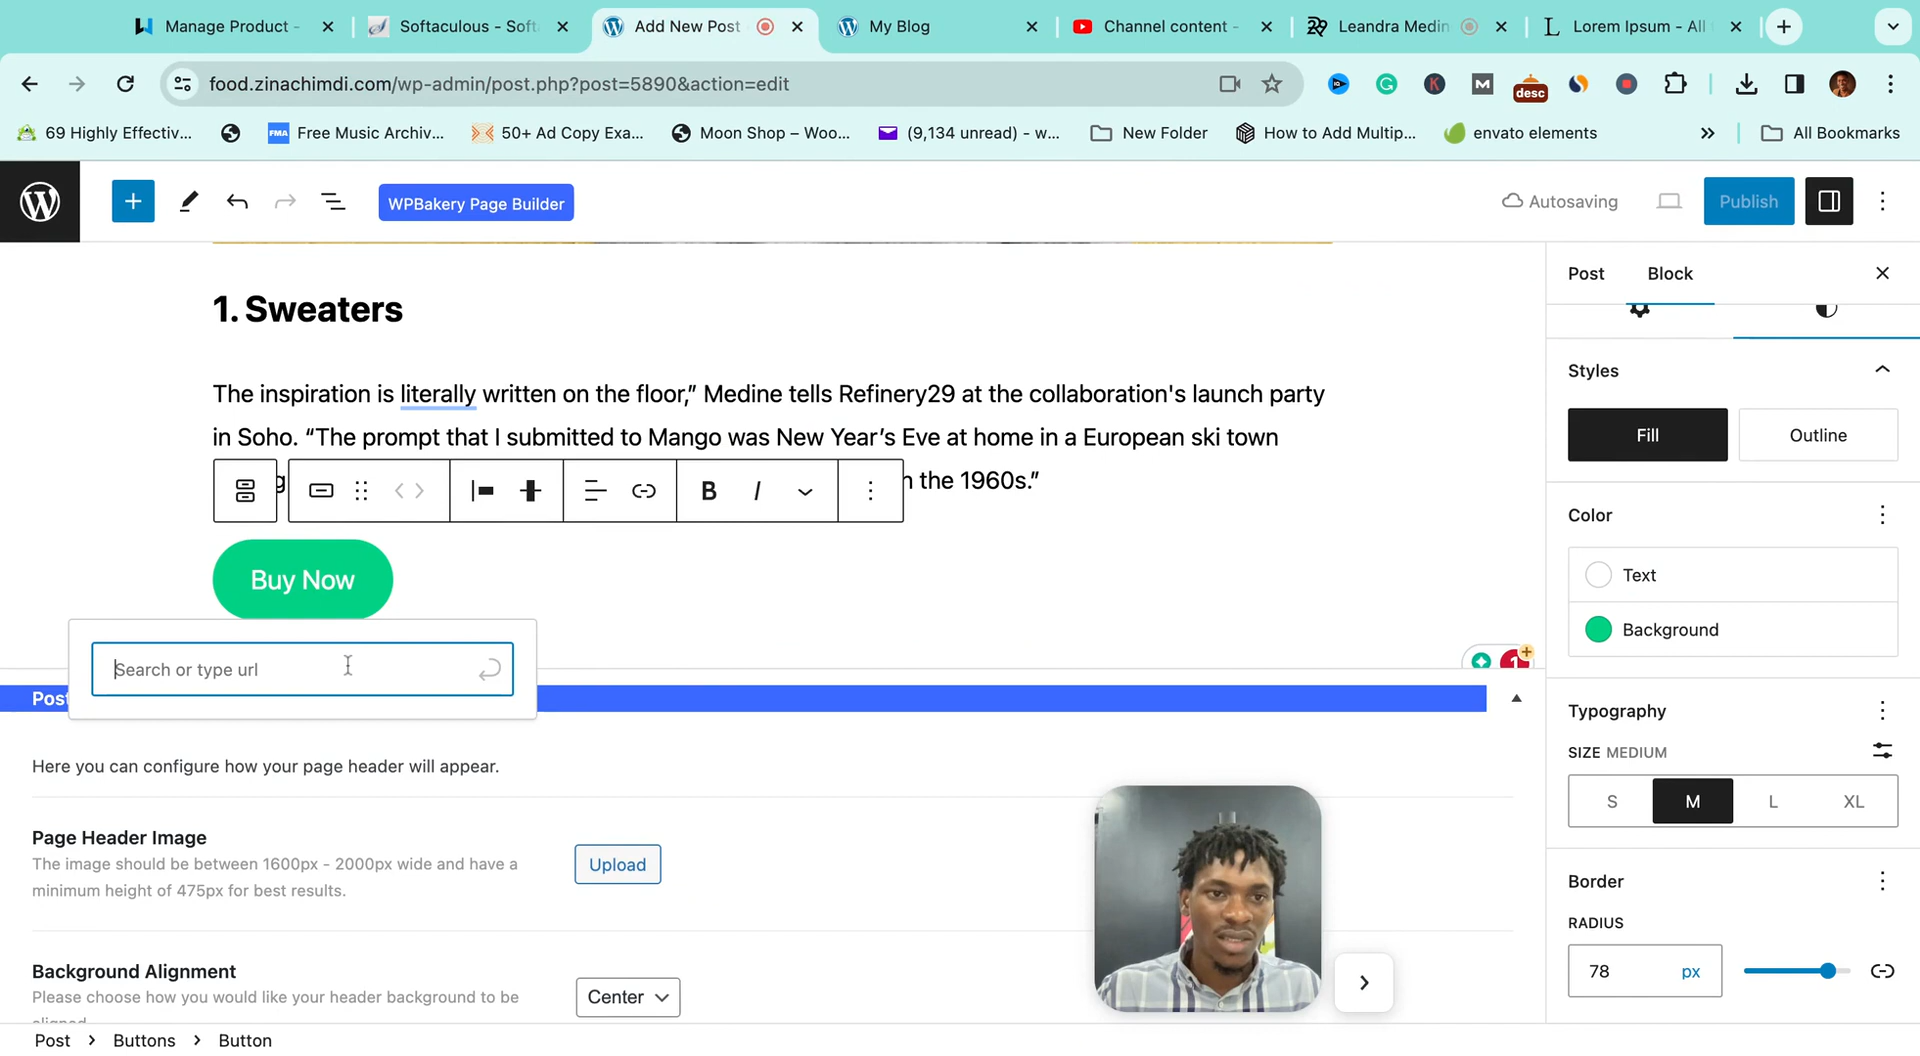 Manage Product -
Softaculous - Soft
Add New Post
My Blog
Channel content -
Leandra Medin
Lorem Ipsum - All
food.zinachimdi.com/wp-admin/post.php?post=5890&action=edit
desc
69 Highly Effectiv...
FMA Free Music Archiv...
50+ Ad Copy Exa...
Moon Shop – Woo...
(9,134 unread) - w...
New Folder
How to Add Multip...
envato elements
All Bookmarks
WPBakery Page Builder
Autosaving
Publish
1. Sweaters
The inspiration is literally written on the floor,” Medine tells Refinery29 at the collaboration's launch party
in Soho. “The prompt that I submitted to Mango was New Year’s Eve at home in a European ski town
the 1960s.”
B I
Buy Now
Search or type url
Post
Here you can configure how your page header will appear.
Page Header Image
The image should be between 1600px - 2000px wide and have a
minimum height of 475px for best results.
Upload
Background Alignment
Please choose how you would like your header background to be
aligned
Center
Post > Buttons > Button
Post Block
Styles
Fill Outline
Color
Text
Background
Typography
SIZE MEDIUM
S M L XL
Border
RADIUS
78 px